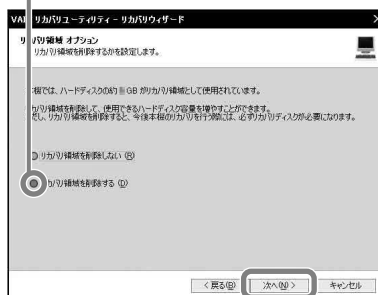 VAI リカバリユーティリティ - リカバリウィザード
リカバリ領域 オプション
リカバリ領域を削除するかを設定します。
本機では、ハードディスクの約 GB がリカバリ領域として使用されています。
リカバリ領域を削除して、使用できるハードディスク容量を増やすことができます。
ただし、リカバリ領域を削除すると、今後本機のリカバリを行う際には、必ずリカバリディスクが必要になります。
リカバリ領域を削除しない (R)
リカバリ領域を削除する (D)
< 戻る(B) 次へ(N) > キャンセル